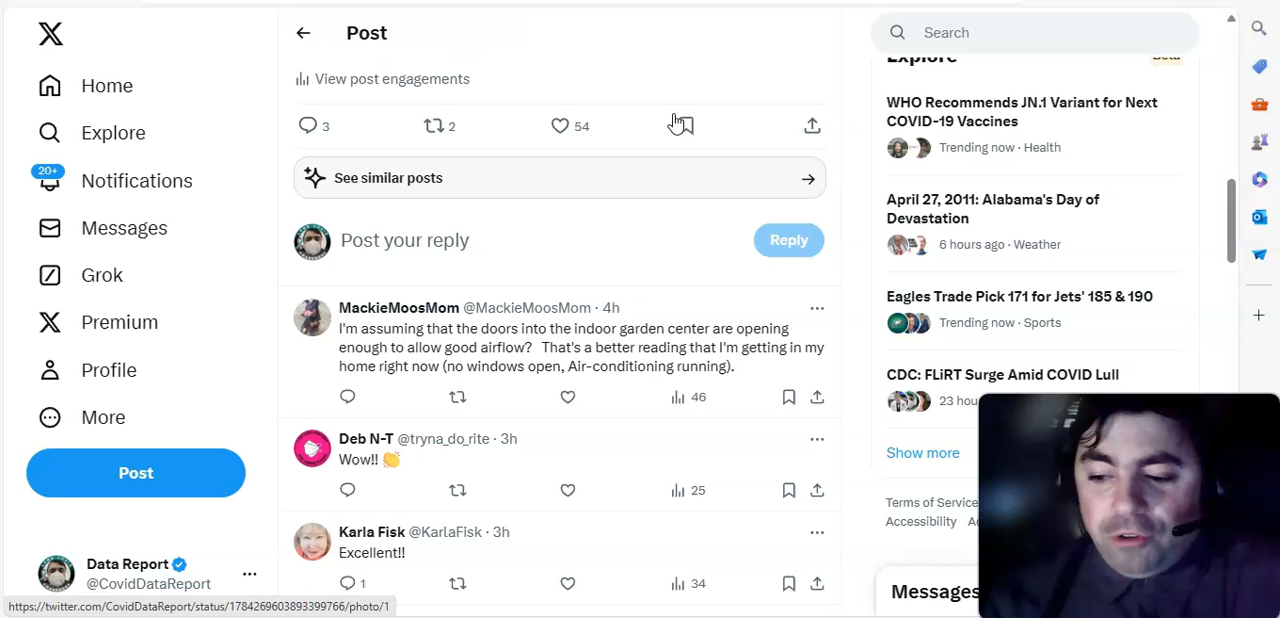 Home
Explore
20+
Notifications
Messages
Grok
Premium
Profile
More
Post
Data Report
@CovidDataReport
https://twitter.com/CovidDataReport/status/1784269603893399766/photo/1
Post
View post engagements
3
2
54
See similar posts
Post your reply
Reply
MackieMoosMom @MackieMoosMom · 4h
I'm assuming that the doors into the indoor garden center are opening
enough to allow good airflow? That's a better reading that I'm getting in my
home right now (no windows open, Air-conditioning running).
46
Deb N-T @tryna_do_rite · 3h
Wow!! 👏
25
Karla Fisk @KarlaFisk · 3h
Excellent!!
1
34
Search
Explore
Beta
WHO Recommends JN.1 Variant for Next
COVID-19 Vaccines
Trending now · Health
April 27, 2011: Alabama's Day of
Devastation
6 hours ago · Weather
Eagles Trade Pick 171 for Jets' 185 & 190
Trending now · Sports
CDC: FLiRT Surge Amid COVID Lull
23 hou
Show more
Terms of Service
Accessibility
Messages